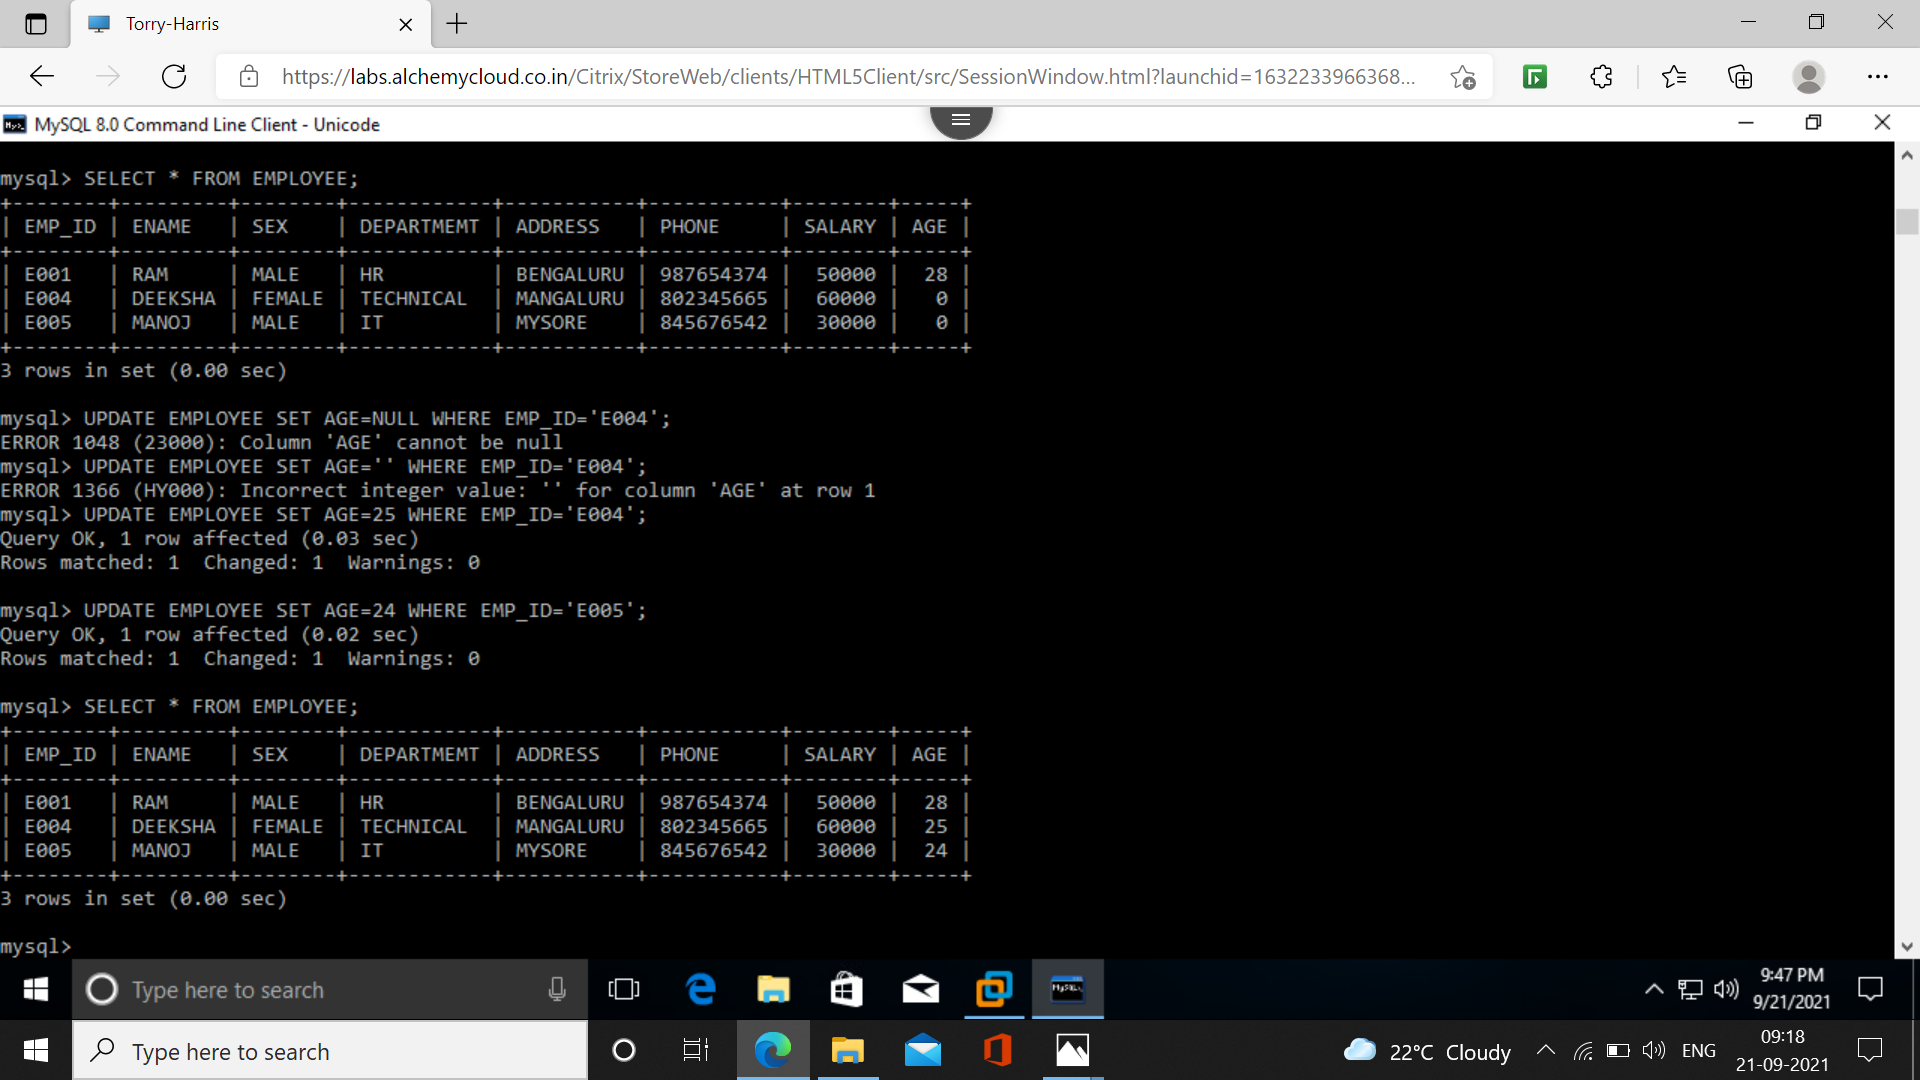 Torry-Harris
https://labs.alchemycloud.co.in/Citrix/StoreWeb/clients/HTML5Client/src/SessionWindow.html?launchid=1632233966368...
MySQL 8.0 Command Line Client - Unicode
mysql> SELECT * FROM EMPLOYEE;
+--------+---------+--------+------------+-----------+-----------+--------+-----+
| EMP_ID | ENAME   | SEX    | DEPARTMEMT | ADDRESS   | PHONE     | SALARY | AGE |
+--------+---------+--------+------------+-----------+-----------+--------+-----+
| E001   | RAM     | MALE   | HR         | BENGALURU | 987654374 |  50000 |  28 |
| E004   | DEEKSHA | FEMALE | TECHNICAL  | MANGALURU | 802345665 |  60000 |   0 |
| E005   | MANOJ   | MALE   | IT         | MYSORE    | 845676542 |  30000 |   0 |
+--------+---------+--------+------------+-----------+-----------+--------+-----+
3 rows in set (0.00 sec)
mysql> UPDATE EMPLOYEE SET AGE=NULL WHERE EMP_ID='E004';
ERROR 1048 (23000): Column 'AGE' cannot be null
mysql> UPDATE EMPLOYEE SET AGE='' WHERE EMP_ID='E004';
ERROR 1366 (HY000): Incorrect integer value: '' for column 'AGE' at row 1
mysql> UPDATE EMPLOYEE SET AGE=25 WHERE EMP_ID='E004';
Query OK, 1 row affected (0.03 sec)
Rows matched: 1  Changed: 1  Warnings: 0
mysql> UPDATE EMPLOYEE SET AGE=24 WHERE EMP_ID='E005';
Query OK, 1 row affected (0.02 sec)
Rows matched: 1  Changed: 1  Warnings: 0
mysql> SELECT * FROM EMPLOYEE;
+--------+---------+--------+------------+-----------+-----------+--------+-----+
| EMP_ID | ENAME   | SEX    | DEPARTMEMT | ADDRESS   | PHONE     | SALARY | AGE |
+--------+---------+--------+------------+-----------+-----------+--------+-----+
| E001   | RAM     | MALE   | HR         | BENGALURU | 987654374 |  50000 |  28 |
| E004   | DEEKSHA | FEMALE | TECHNICAL  | MANGALURU | 802345665 |  60000 |  25 |
| E005   | MANOJ   | MALE   | IT         | MYSORE    | 845676542 |  30000 |  24 |
+--------+---------+--------+------------+-----------+-----------+--------+-----+
3 rows in set (0.00 sec)
mysql>
Type here to search
9:47 PM
9/21/2021
Type here to search
22°C Cloudy
ENG
09:18
21-09-2021